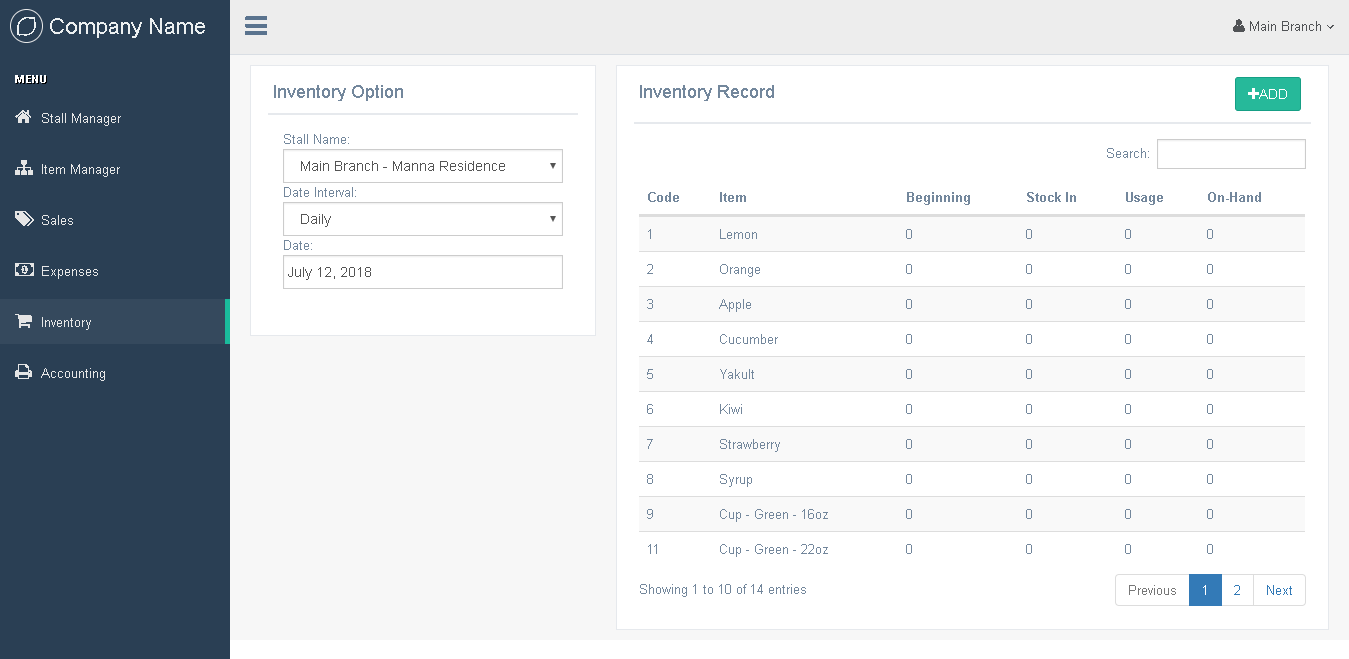 Company Name
Main Branch
MENU
Stall Manager
Item Manager
Sales
Expenses
Inventory
Accounting
Inventory Option
Stall Name:
Main Branch - Manna Residence
Date Interval:
Daily
Date:
July 12, 2018
Inventory Record
ADD
Search:
Code Item Beginning Stock In Usage On-Hand
1 Lemon 0 0 0 0
2 Orange 0 0 0 0
3 Apple 0 0 0 0
4 Cucumber 0 0 0 0
5 Yakult 0 0 0 0
6 Kiwi 0 0 0 0
7 Strawberry 0 0 0 0
8 Syrup 0 0 0 0
9 Cup - Green - 16oz 0 0 0 0
11 Cup - Green - 22oz 0 0 0 0
Showing 1 to 10 of 14 entries
Previous 1 2 Next